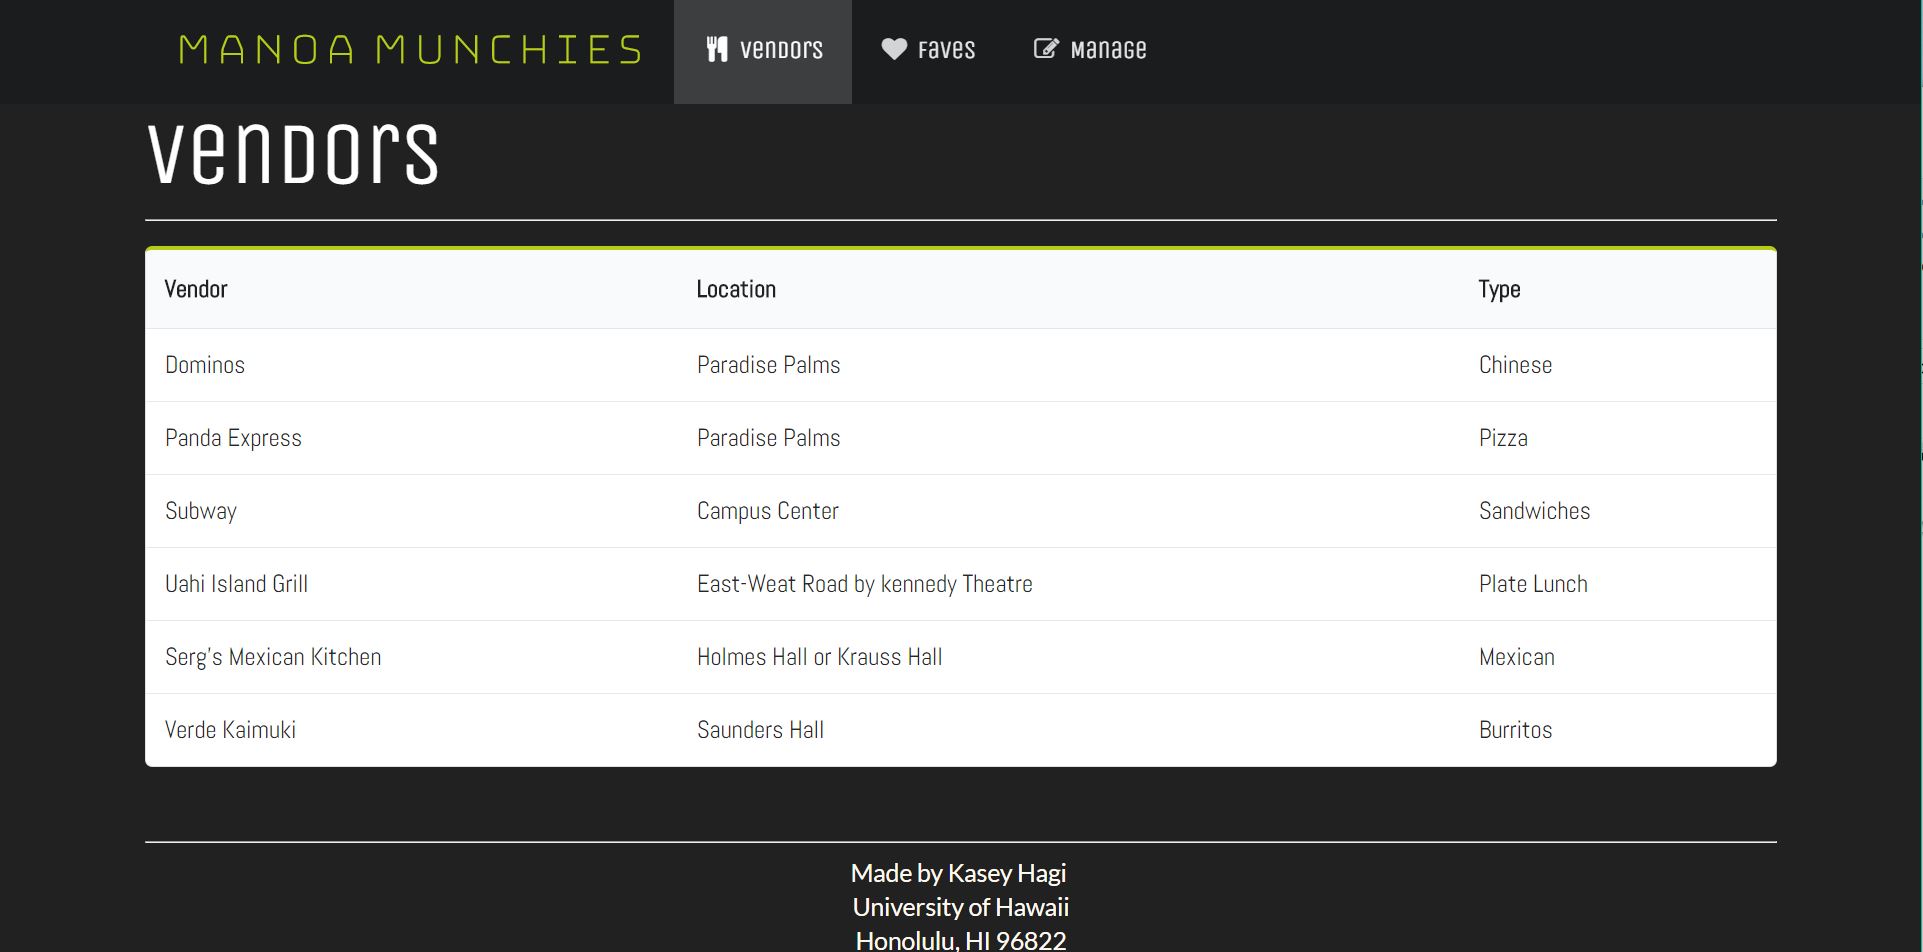 MANOA MUNCHIES Vendors Faves Manage
Vendors
Vendor Location Type
Dominos Paradise Palms Chinese
Panda Express Paradise Palms Pizza
Subway Campus Center Sandwiches
Uahi Island Grill East-Weat Road by kennedy Theatre Plate Lunch
Serg's Mexican Kitchen Holmes Hall or Krauss Hall Mexican
Verde Kaimuki Saunders Hall Burritos
Made by Kasey Hagi
University of Hawaii
Honolulu, HI 96822